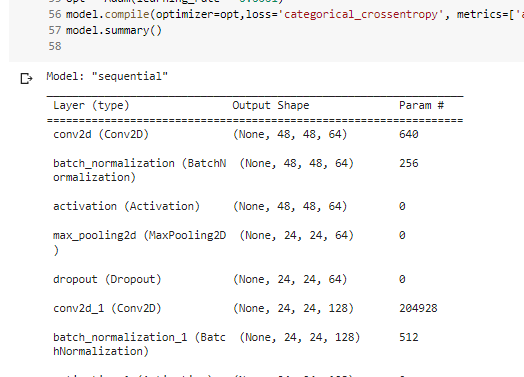 56 model.compile(optimizer=opt,loss='categorical_crossentropy', metrics=['a
57 model.summary()
58
Model: "sequential"
Layer (type) Output Shape Param #
=================================================================
conv2d (Conv2D) (None, 48, 48, 64) 640
batch_normalization (BatchN (None, 48, 48, 64) 256
ormalization)
activation (Activation) (None, 48, 48, 64) 0
max_pooling2d (MaxPooling2D (None, 24, 24, 64) 0
)
dropout (Dropout) (None, 24, 24, 64) 0
conv2d_1 (Conv2D) (None, 24, 24, 128) 204928
batch_normalization_1 (Batc (None, 24, 24, 128) 512
hNormalization)